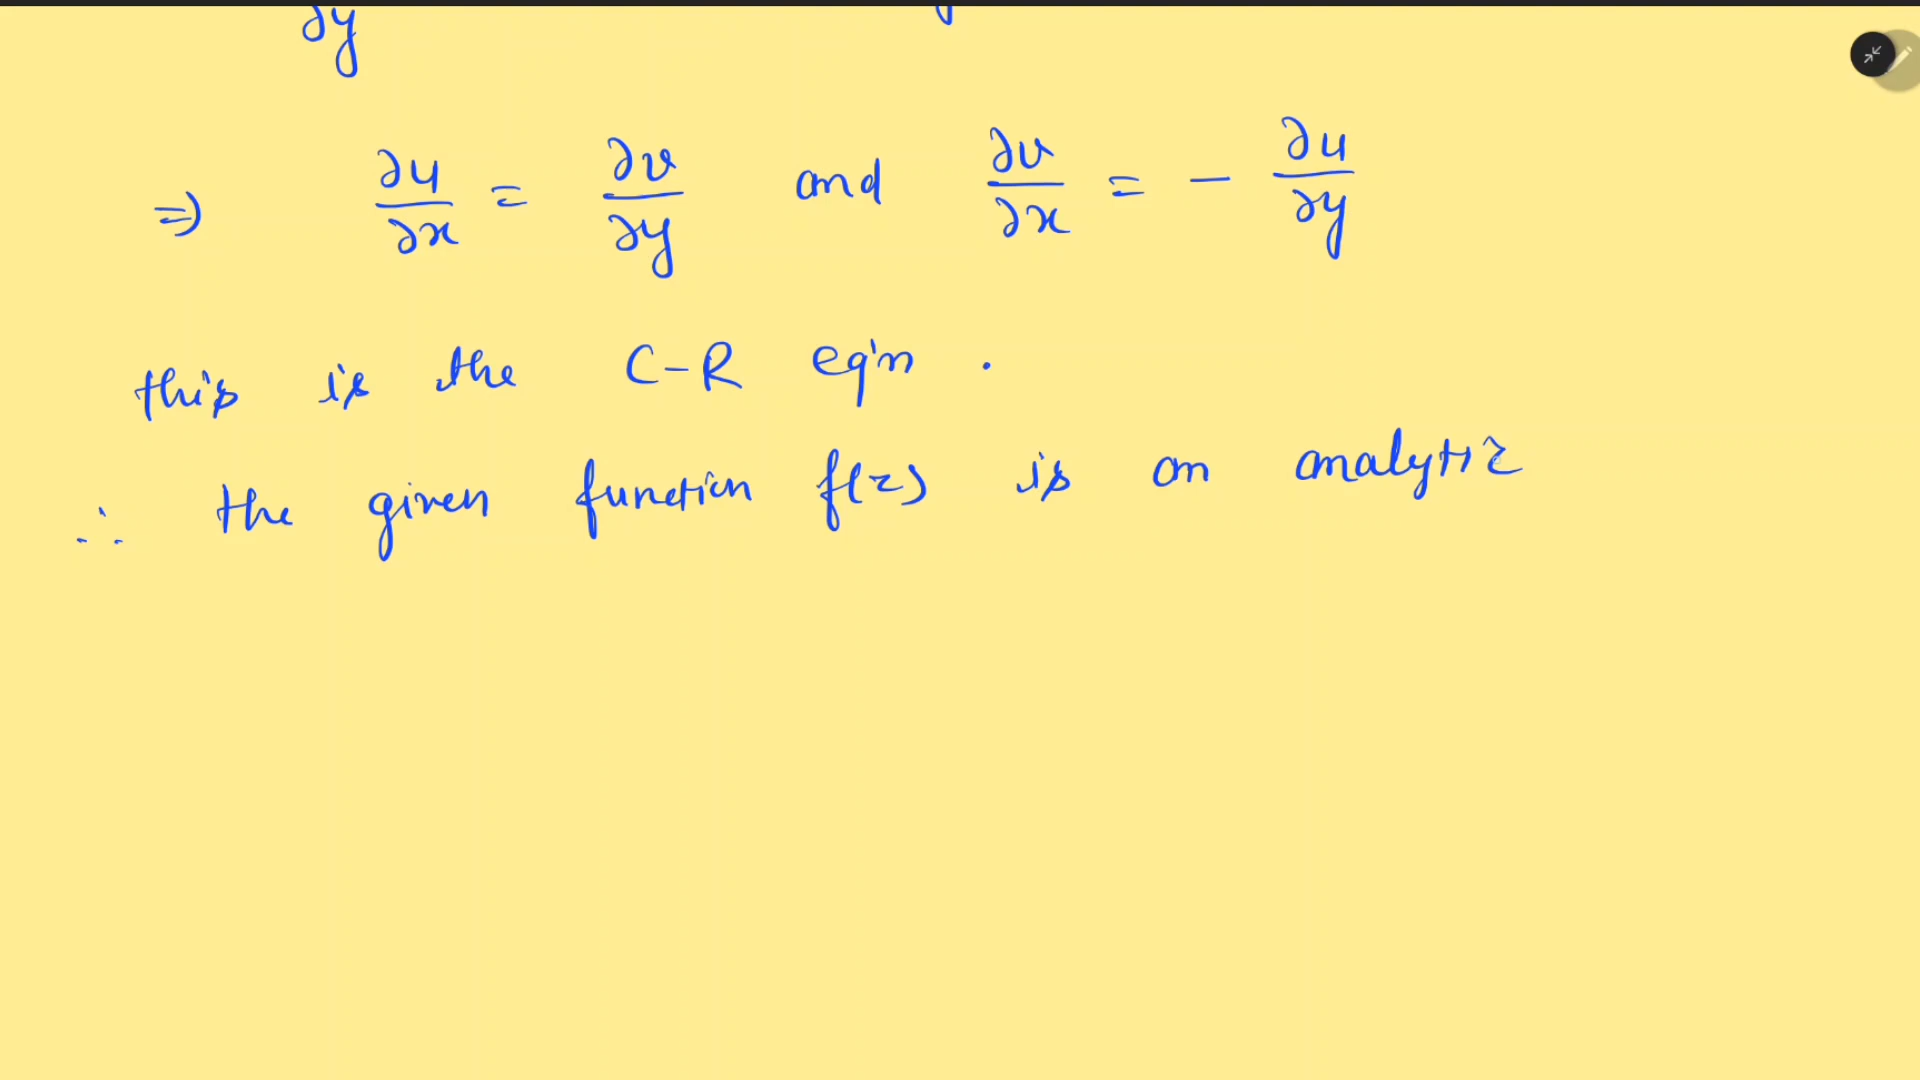 ∂y
⇒ ∂u/∂x = ∂v/∂y and ∂v/∂x = - ∂u/∂y
this is the C-R eq'n .
∴ the given function f(z) is an analytic